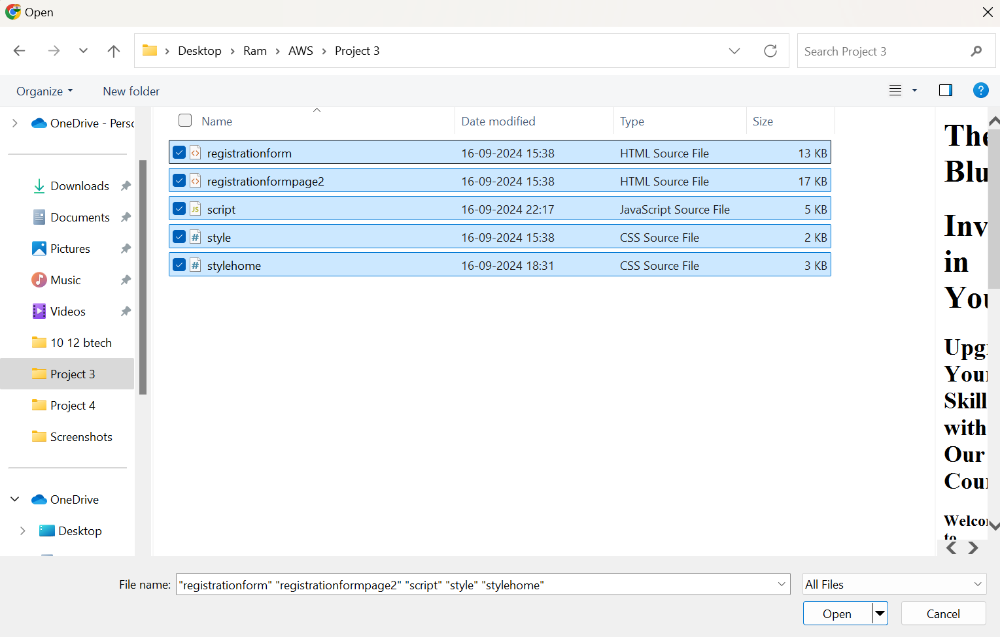 Open
Desktop > Ram > AWS > Project 3
Search Project 3
Organize
New folder
?
OneDrive - Perso
Downloads
Documents
Pictures
Music
Videos
10 12 btech
Project 3
Project 4
Screenshots
OneDrive
Desktop
Name Date modified Type Size
registrationform 16-09-2024 15:38 HTML Source File 13 KB
registrationformpage2 16-09-2024 15:38 HTML Source File 17 KB
JS script 16-09-2024 22:17 JavaScript Source File 5 KB
# style 16-09-2024 15:38 CSS Source File 2 KB
# stylehome 16-09-2024 18:31 CSS Source File 3 KB
The
Blu
Inv
in
You
Upg
Your
Skill
with
Our
Cour
Welco
to
File name: "registrationform" "registrationformpage2" "script" "style" "stylehome"
All Files
Open
Cancel